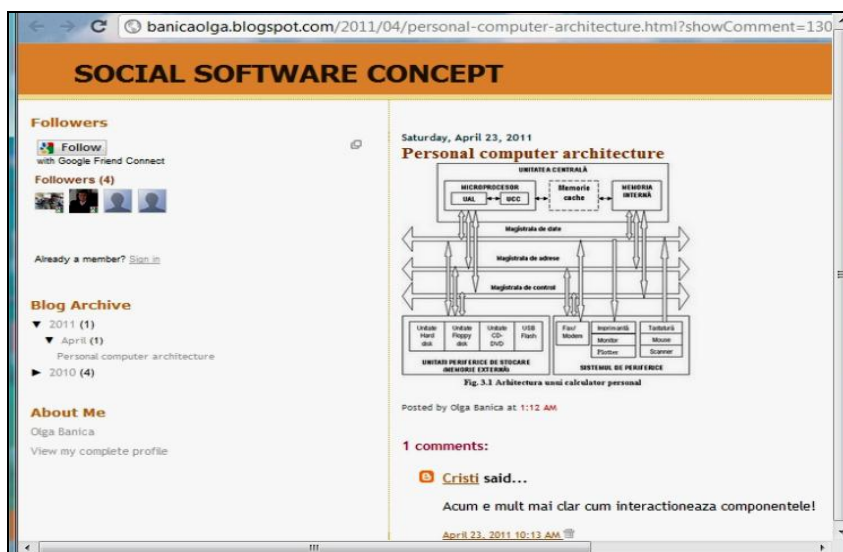 banicaolga.blogspot.com/2011/04/personal-computer-architecture.html?showComment=130
SOCIAL SOFTWARE CONCEPT
Followers
Follow
with Google Friend Connect
Followers (4)
Already a member? Sign in
Blog Archive
▼ 2011 (1)
▼ April (1)
Personal computer architecture
► 2010 (4)
About Me
Olga Banica
View my complete profile
Saturday, April 23, 2011
Personal computer architecture
UNITATEA CENTRALĂ
MICROPROCESOR
UAL
UCC
Memorie
cache
MEMORIA
INTERNĂ
Magistrala de date
Magistrala de adrese
Magistrala de control
Unitate
Hard
disk
Unitate
Floppy
disk
Unitate
CD-
DVD
USB
Flash
UNITATI PERIFERICE DE STOCARE
(MEMORIE EXTERNĂ)
Fax/
Modem
Imprimantă
Monitor
Plotter
Tastatură
Mouse
Scanner
SISTEMUL DE PERIFERICE
Fig. 3.1 Arhitectura unui calculator personal
Posted by Olga Banica at 1:12 AM
1 comments:
Cristi said...
Acum e mult mai clar cum interactioneaza componentele!
April 23, 2011 10:13 AM